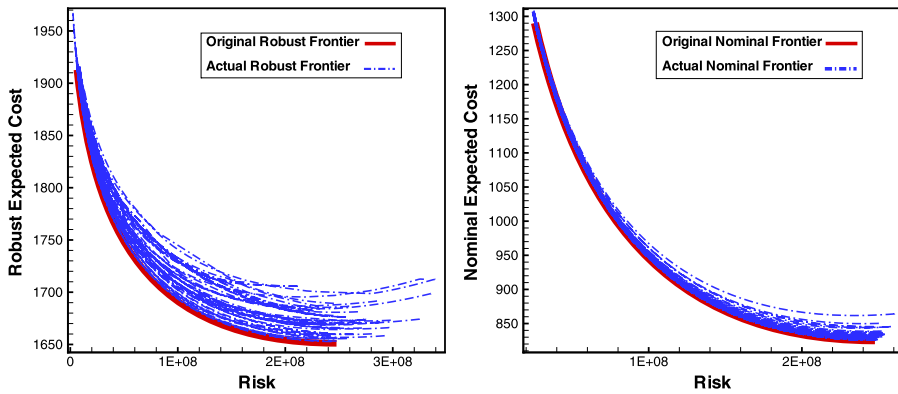 Original Robust Frontier
Actual Robust Frontier
Robust Expected Cost
1950
1900
1850
1800
1750
1700
1650
0
1E+08
2E+08
3E+08
Risk
Original Nominal Frontier
Actual Nominal Frontier
Nominal Expected Cost
1300
1250
1200
1150
1100
1050
1000
950
900
850
1E+08
2E+08
Risk